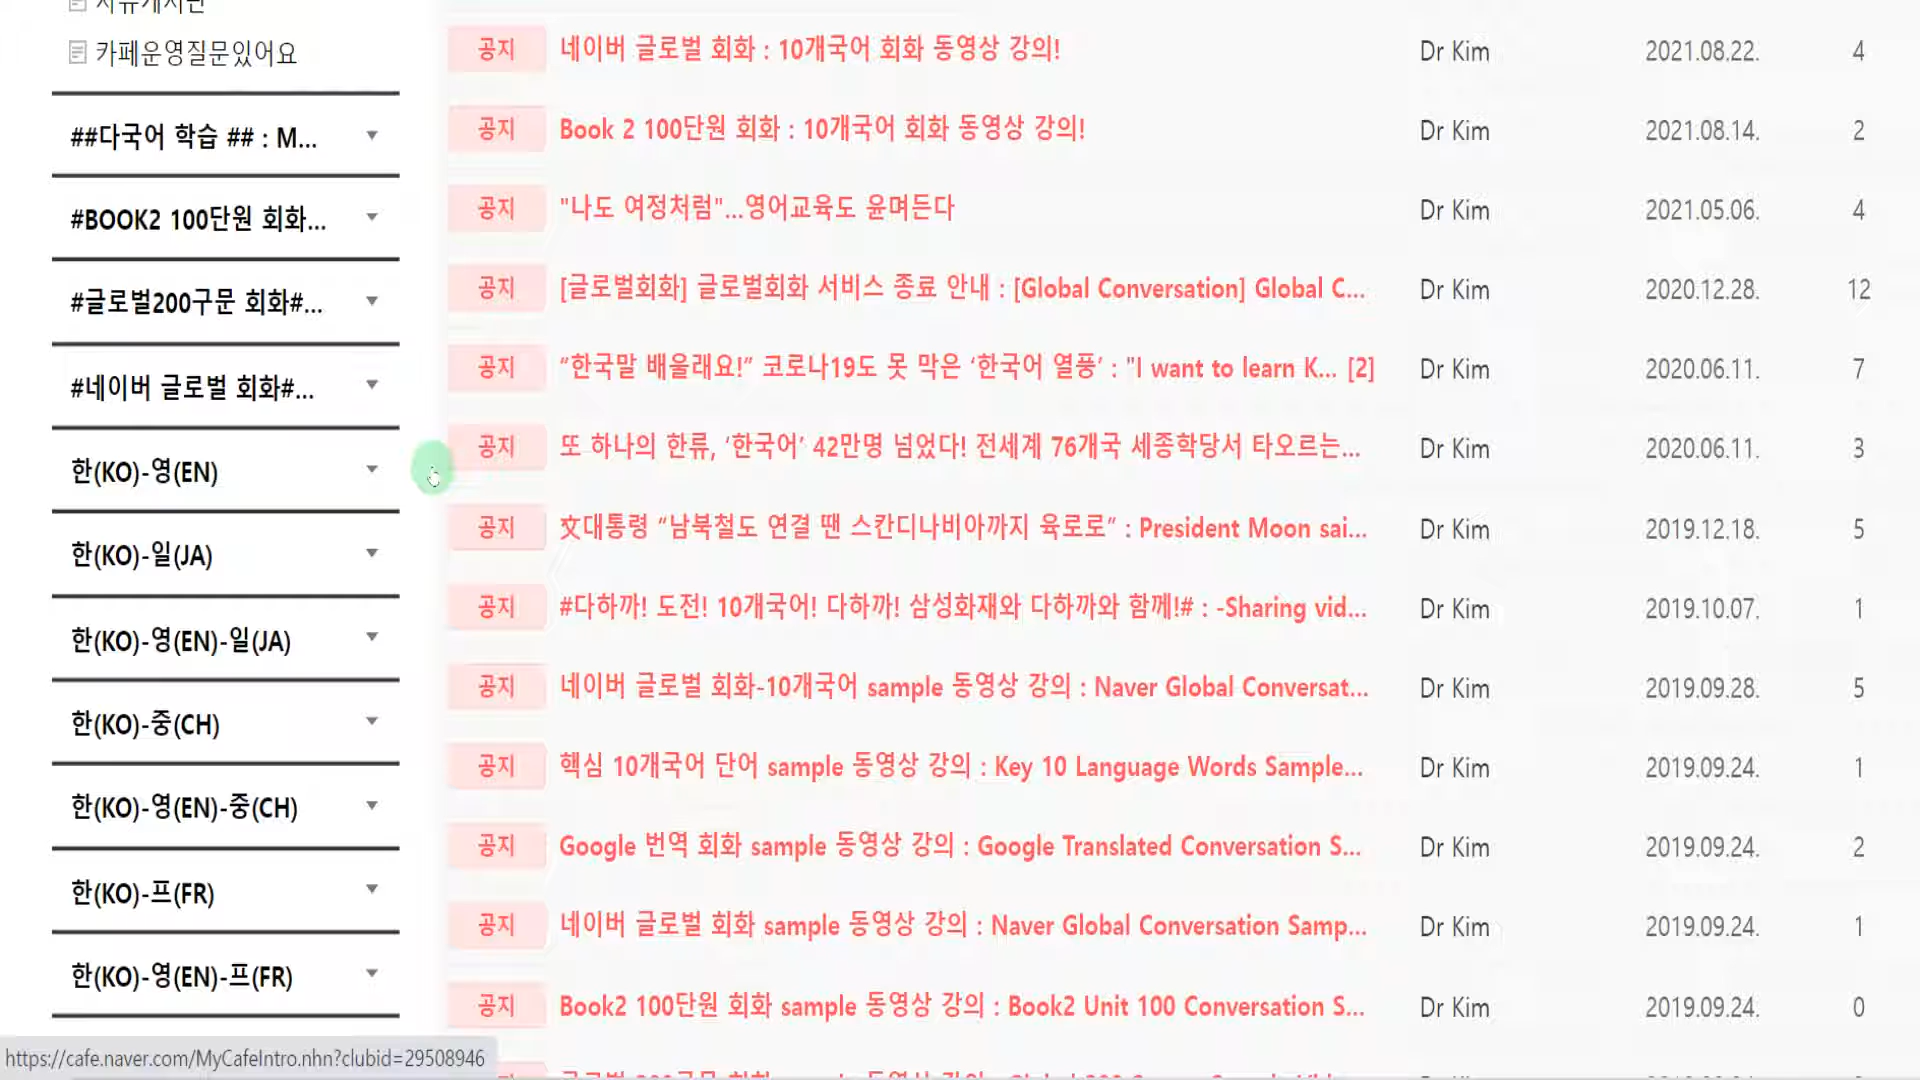 카페운영질문있어요
##다국어 학습 ## : M...
#BOOK2 100단원 회화...
#글로벌200구문 회화#...
#네이버 글로벌 회화#...
한(KO)-영(EN)
한(KO)-일(JA)
한(KO)-영(EN)-일(JA)
한(KO)-중(CH)
한(KO)-영(EN)-중(CH)
한(KO)-프(FR)
한(KO)-영(EN)-프(FR)
공지 네이버 글로벌 회화 : 10개국어 회화 동영상 강의! Dr Kim 2021.08.22. 4
공지 Book 2 100단원 회화 : 10개국어 회화 동영상 강의! Dr Kim 2021.08.14. 2
공지 "나도 여정처럼"...영어교육도 윤며든다 Dr Kim 2021.05.06. 4
공지 [글로벌회화] 글로벌회화 서비스 종료 안내 : [Global Conversation] Global C... Dr Kim 2020.12.28. 12
공지 “한국말 배울래요!” 코로나19도 못 막은 ‘한국어 열풍’ : "I want to learn K... [2] Dr Kim 2020.06.11. 7
공지 또 하나의 한류, ‘한국어’ 42만명 넘었다! 전세계 76개국 세종학당서 타오르는... Dr Kim 2020.06.11. 3
공지 文대통령 “남북철도 연결 땐 스칸디나비아까지 육로로” : President Moon sai... Dr Kim 2019.12.18. 5
공지 #다하까! 도전! 10개국어! 다하까! 삼성화재와 다하까와 함께!# : -Sharing vid... Dr Kim 2019.10.07. 1
공지 네이버 글로벌 회화-10개국어 sample 동영상 강의 : Naver Global Conversat... Dr Kim 2019.09.28. 5
공지 핵심 10개국어 단어 sample 동영상 강의 : Key 10 Language Words Sample... Dr Kim 2019.09.24. 1
공지 Google 번역 회화 sample 동영상 강의 : Google Translated Conversation S... Dr Kim 2019.09.24. 2
공지 네이버 글로벌 회화 sample 동영상 강의 : Naver Global Conversation Samp... Dr Kim 2019.09.24. 1
공지 Book2 100단원 회화 sample 동영상 강의 : Book2 Unit 100 Conversation S... Dr Kim 2019.09.24. 0
https://cafe.naver.com/MyCafeIntro.nhn?clubid=29508946